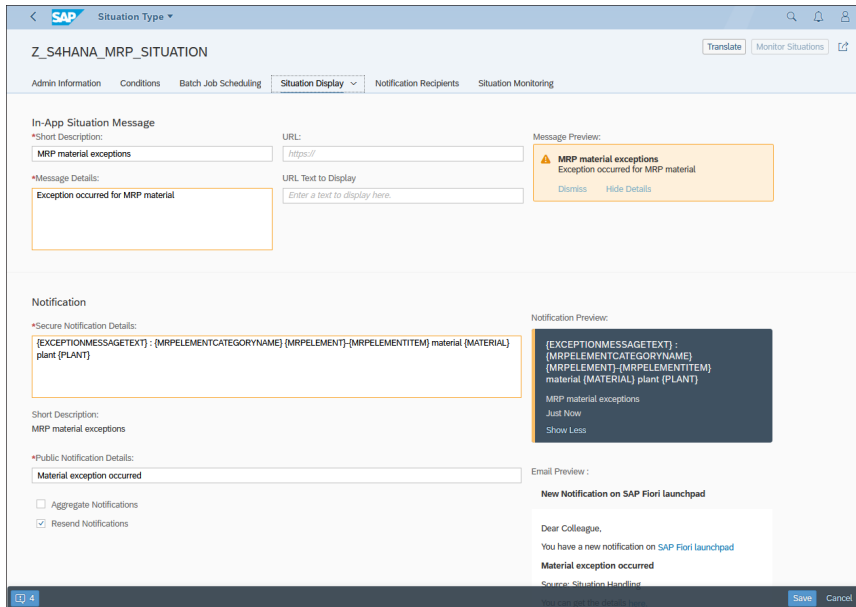 SAP Situation Type
Z_S4HANA_MRP_SITUATION
Translate Monitor Situations
Admin Information Conditions Batch Job Scheduling Situation Display Notification Recipients Situation Monitoring
In-App Situation Message
*Short Description: URL: Message Preview:
MRP material exceptions https://
MRP material exceptions
Exception occurred for MRP material
Dismiss Hide Details
*Message Details: URL Text to Display
Exception occurred for MRP material Enter a text to display here.
Notification
Notification Preview:
*Secure Notification Details:
{EXCEPTIONMESSAGETEXT} : {MRPELEMENTCATEGORYNAME} {MRPELEMENT}-{MRPELEMENTITEM} material {MATERIAL}
plant {PLANT}
{EXCEPTIONMESSAGETEXT} :
{MRPELEMENTCATEGORYNAME}
{MRPELEMENT}-{MRPELEMENTITEM}
material {MATERIAL} plant {PLANT}
MRP material exceptions
Just Now
Show Less
Short Description:
MRP material exceptions
*Public Notification Details:
Material exception occurred
Aggregate Notifications
Resend Notifications
Email Preview :
New Notification on SAP Fiori launchpad
Dear Colleague,
You have a new notification on SAP Fiori launchpad
Material exception occurred
Source: Situation Handling
You can get the details here
4 Save Cancel